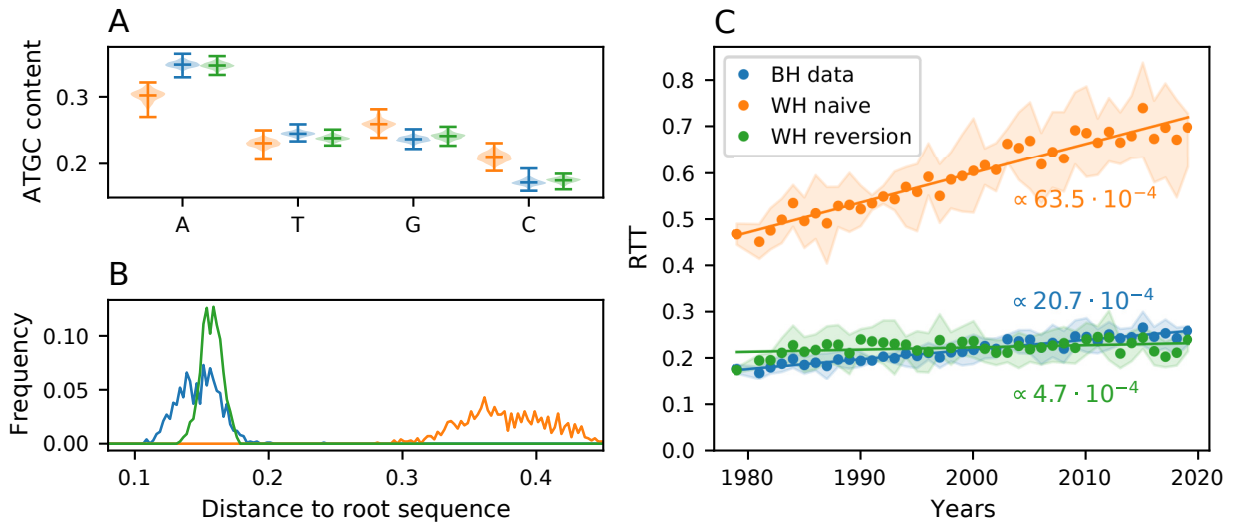 A
ATGC content
0.3
0.2
A T G C
B
Frequency
0.10
0.05
0.00
0.1 0.2 0.3 0.4
Distance to root sequence
C
RTT
0.8
0.7
0.6
0.5
0.4
0.3
0.2
0.1
0.0
BH data
WH naive
WH reversion
∝ 63.5 · 10⁻⁴
∝ 20.7 · 10⁻⁴
∝ 4.7 · 10⁻⁴
1980 1990 2000 2010 2020
Years